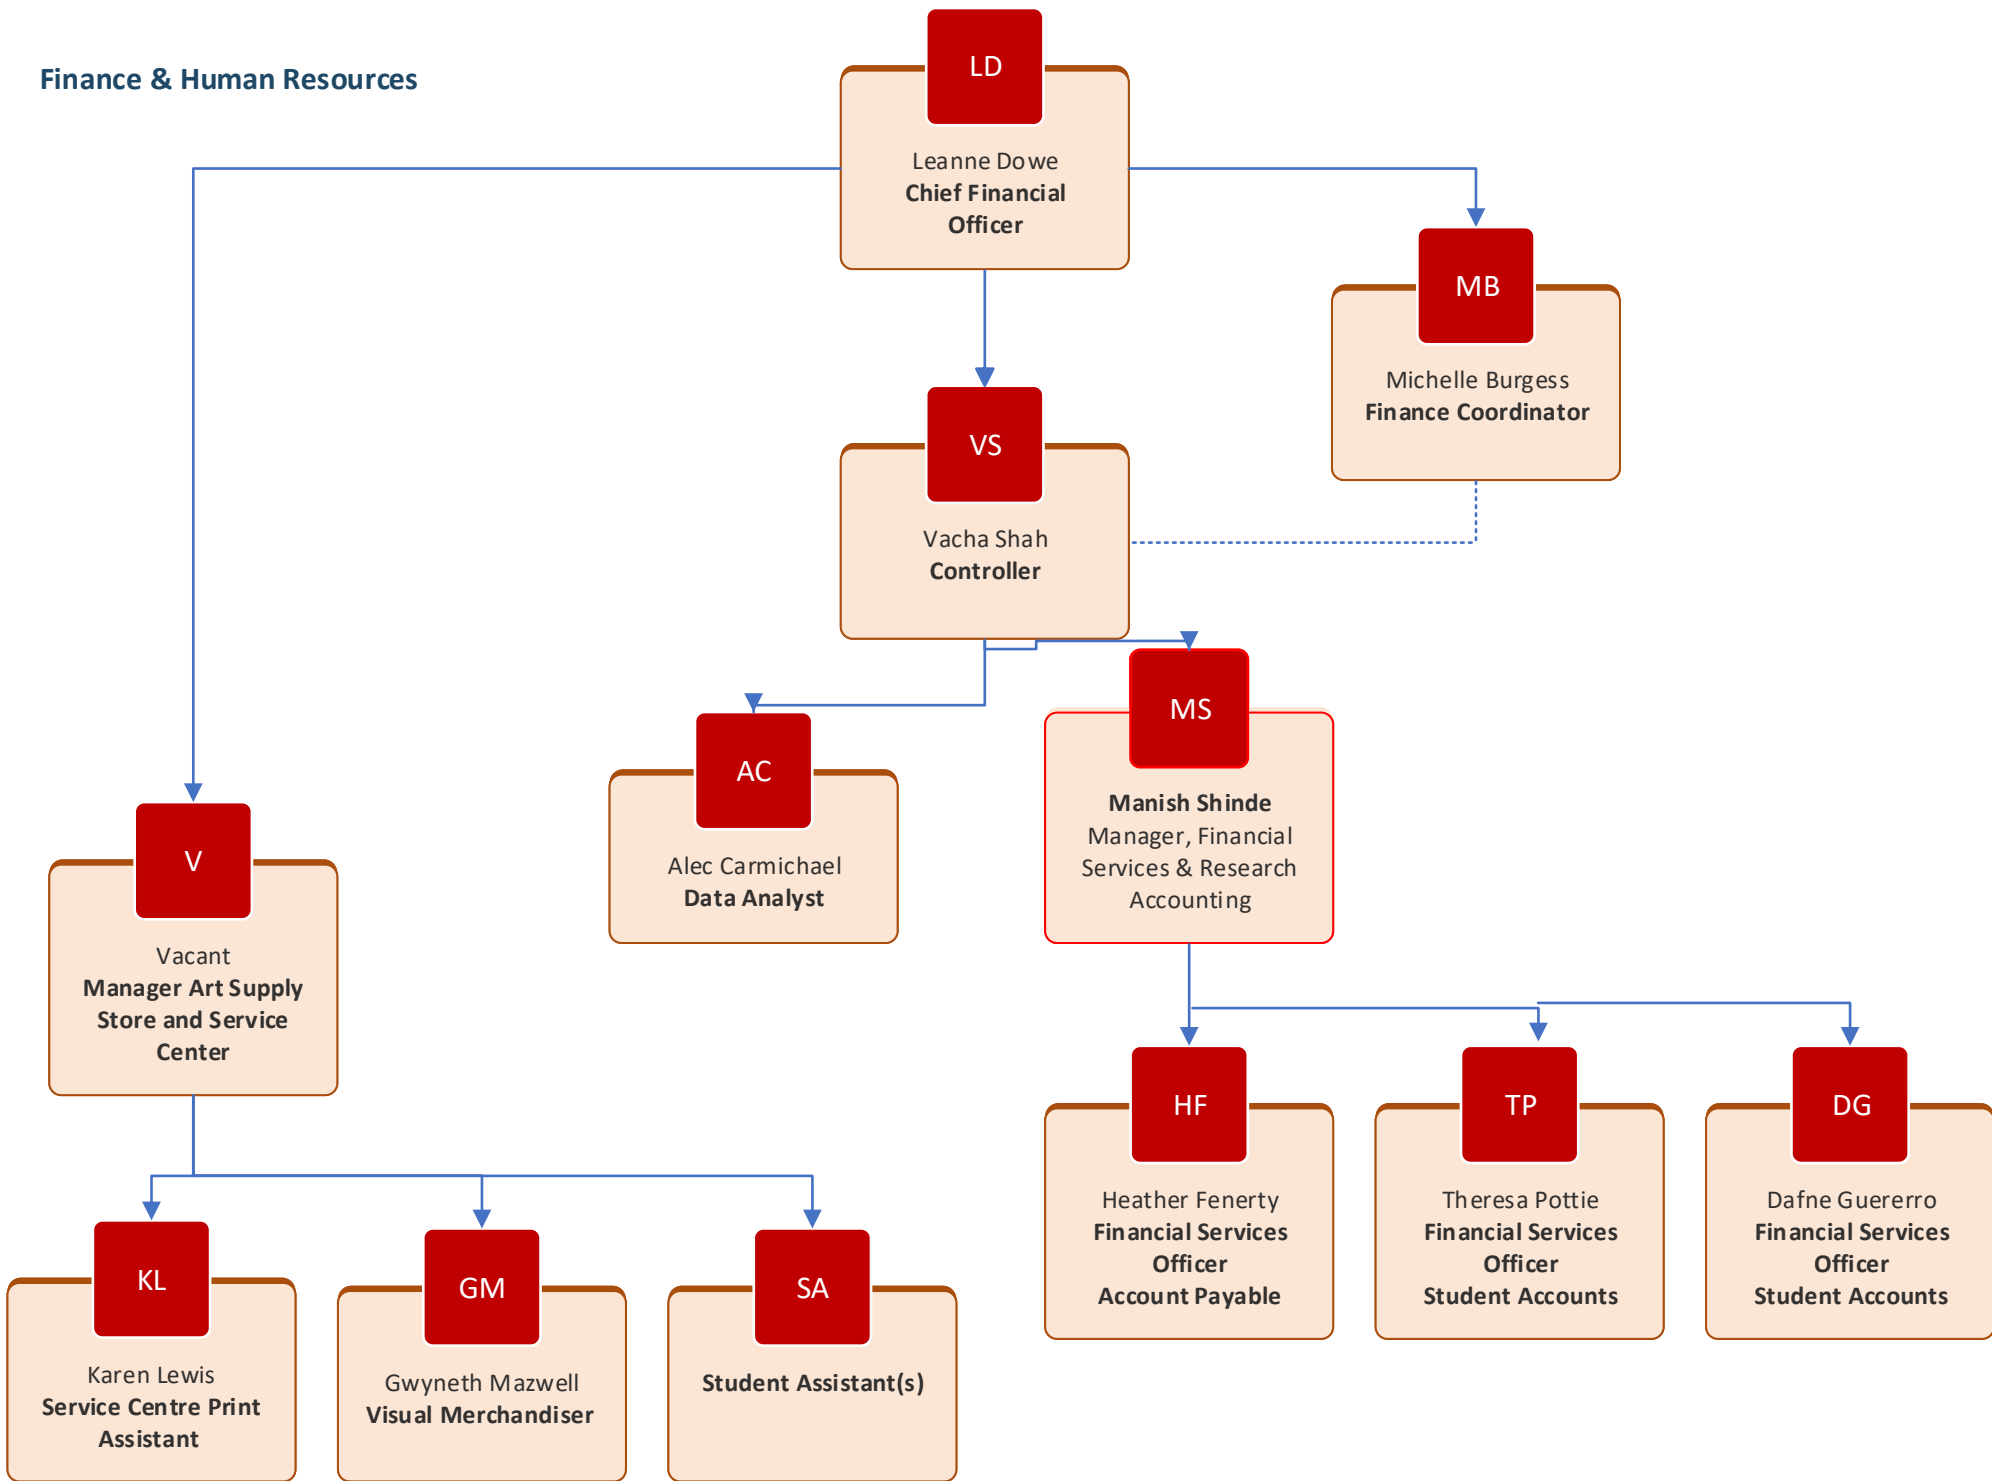 Finance & Human Resources
LD
Leanne Dowe
Chief Financial
Officer
MB
Michelle Burgess
Finance Coordinator
VS
Vacha Shah
Controller
MS
Manish Shinde
Manager, Financial
Services & Research
Accounting
AC
Alec Carmichael
Data Analyst
V
Vacant
Manager Art Supply
Store and Service
Center
HF
Heather Fenerty
Financial Services
Officer
Account Payable
TP
Theresa Pottie
Financial Services
Officer
Student Accounts
DG
Dafne Guererro
Financial Services
Officer
Student Accounts
KL
Karen Lewis
Service Centre Print
Assistant
GM
Gwyneth Mazwell
Visual Merchandiser
SA
Student Assistant(s)